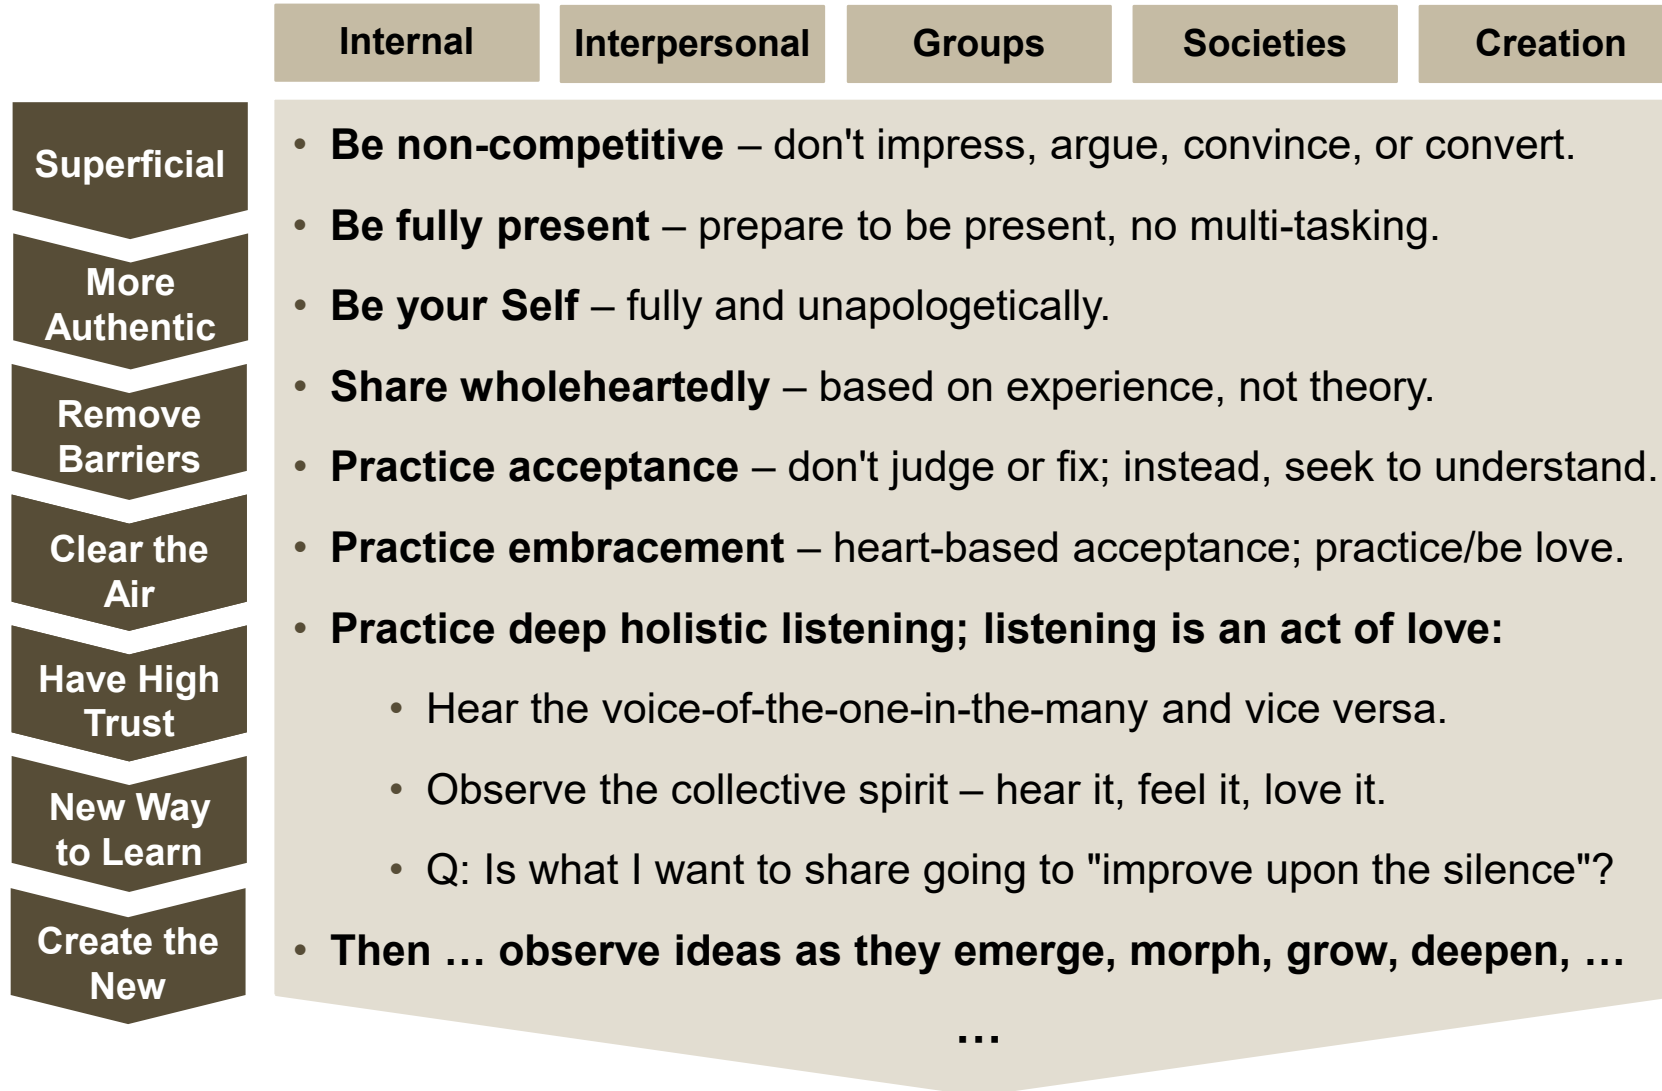 Internal
Interpersonal
Groups
Societies
Creation
Superficial
More
Authentic
Remove
Barriers
Clear the
Air
Have High
Trust
New Way
to Learn
Create the
New
• Be non-competitive – don't impress, argue, convince, or convert.
• Be fully present – prepare to be present, no multi-tasking.
• Be your Self – fully and unapologetically.
• Share wholeheartedly – based on experience, not theory.
• Practice acceptance – don't judge or fix; instead, seek to understand.
• Practice embracement – heart-based acceptance; practice/be love.
• Practice deep holistic listening; listening is an act of love:
• Hear the voice-of-the-one-in-the-many and vice versa.
• Observe the collective spirit – hear it, feel it, love it.
• Q: Is what I want to share going to "improve upon the silence"?
• Then … observe ideas as they emerge, morph, grow, deepen, …
…